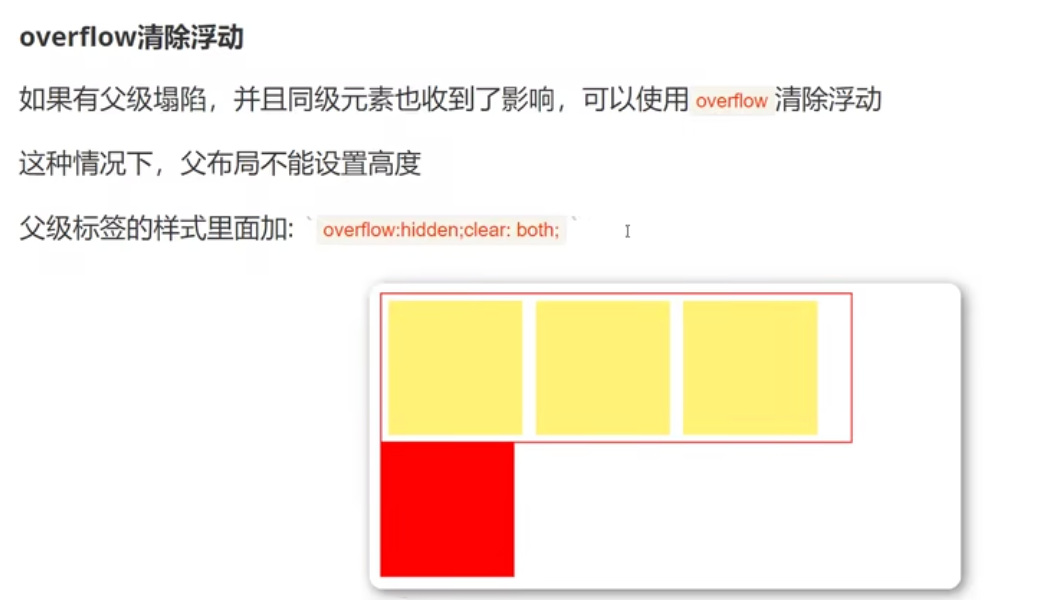 overflow清除浮动
如果有父级塌陷，并且同级元素也收到了影响，可以使用 overflow 清除浮动
这种情况下，父布局不能设置高度
父级标签的样式里面加: ` overflow:hidden;clear: both; `